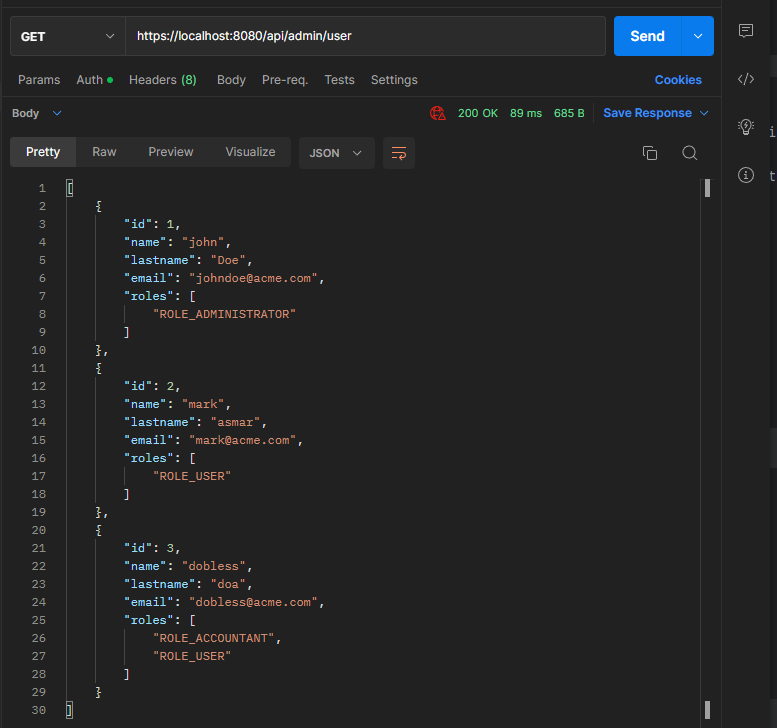 GET https://localhost:8080/api/admin/user Send
Params Auth Headers (8) Body Pre-req. Tests Settings Cookies
Body 200 OK 89 ms 685 B Save Response
Pretty Raw Preview Visualize JSON
1 [
2 {
3 "id": 1,
4 "name": "john",
5 "lastname": "Doe",
6 "email": "johndoe@acme.com",
7 "roles": [
8 "ROLE_ADMINISTRATOR"
9 ]
10 },
11 {
12 "id": 2,
13 "name": "mark",
14 "lastname": "asmar",
15 "email": "mark@acme.com",
16 "roles": [
17 "ROLE_USER"
18 ]
19 },
20 {
21 "id": 3,
22 "name": "dobless",
23 "lastname": "doa",
24 "email": "dobless@acme.com",
25 "roles": [
26 "ROLE_ACCOUNTANT",
27 "ROLE_USER"
28 ]
29 }
30 ]